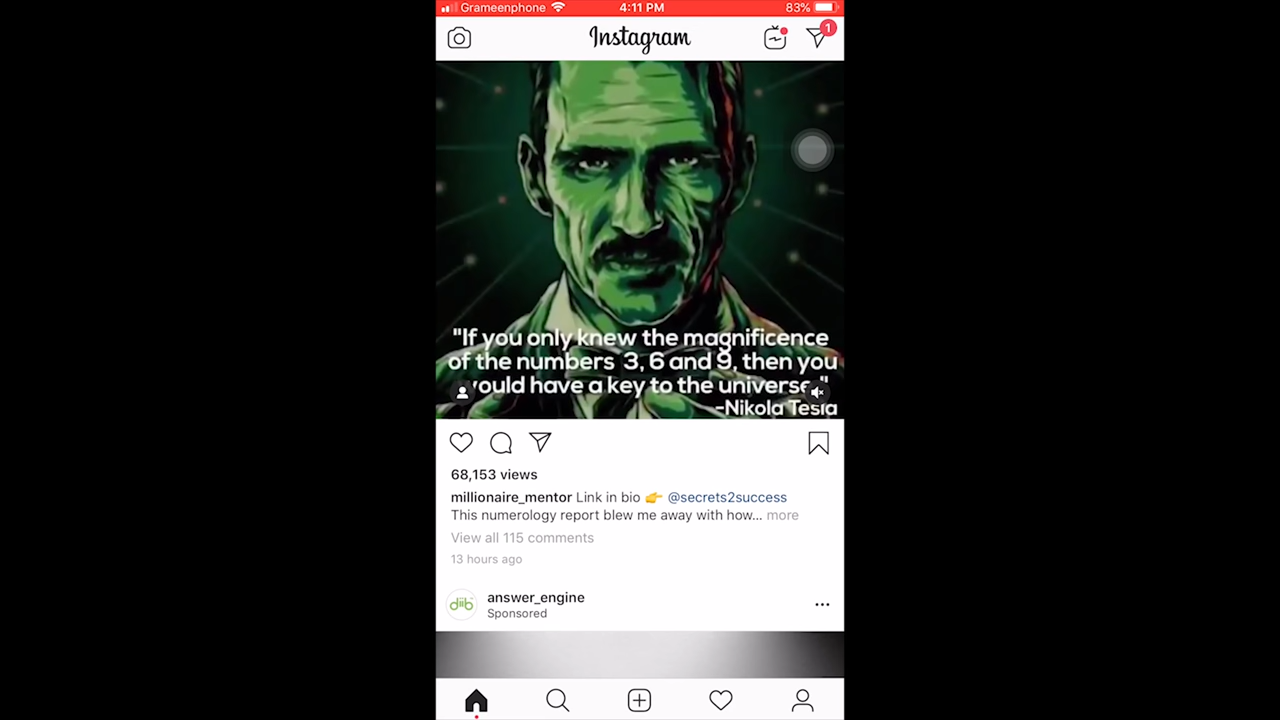 Grameenphone
4:11 PM
83%
Instagram
1
"If you only knew the magnificence
of the numbers 3, 6 and 9, then you
would have a key to the universe."
-Nikola Tesla
68,153 views
millionaire_mentor Link in bio 👉 @secrets2success
This numerology report blew me away with how... more
View all 115 comments
13 hours ago
diib
answer_engine
Sponsored